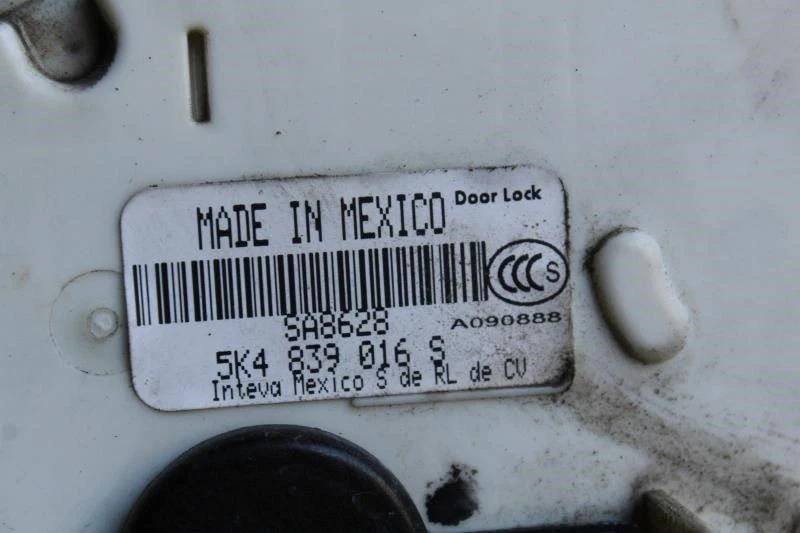 MADE IN MEXICO Door Lock
CCC S
SA8628 A090888
5K4 839 016 S
Inteva Mexico S de RL de CV